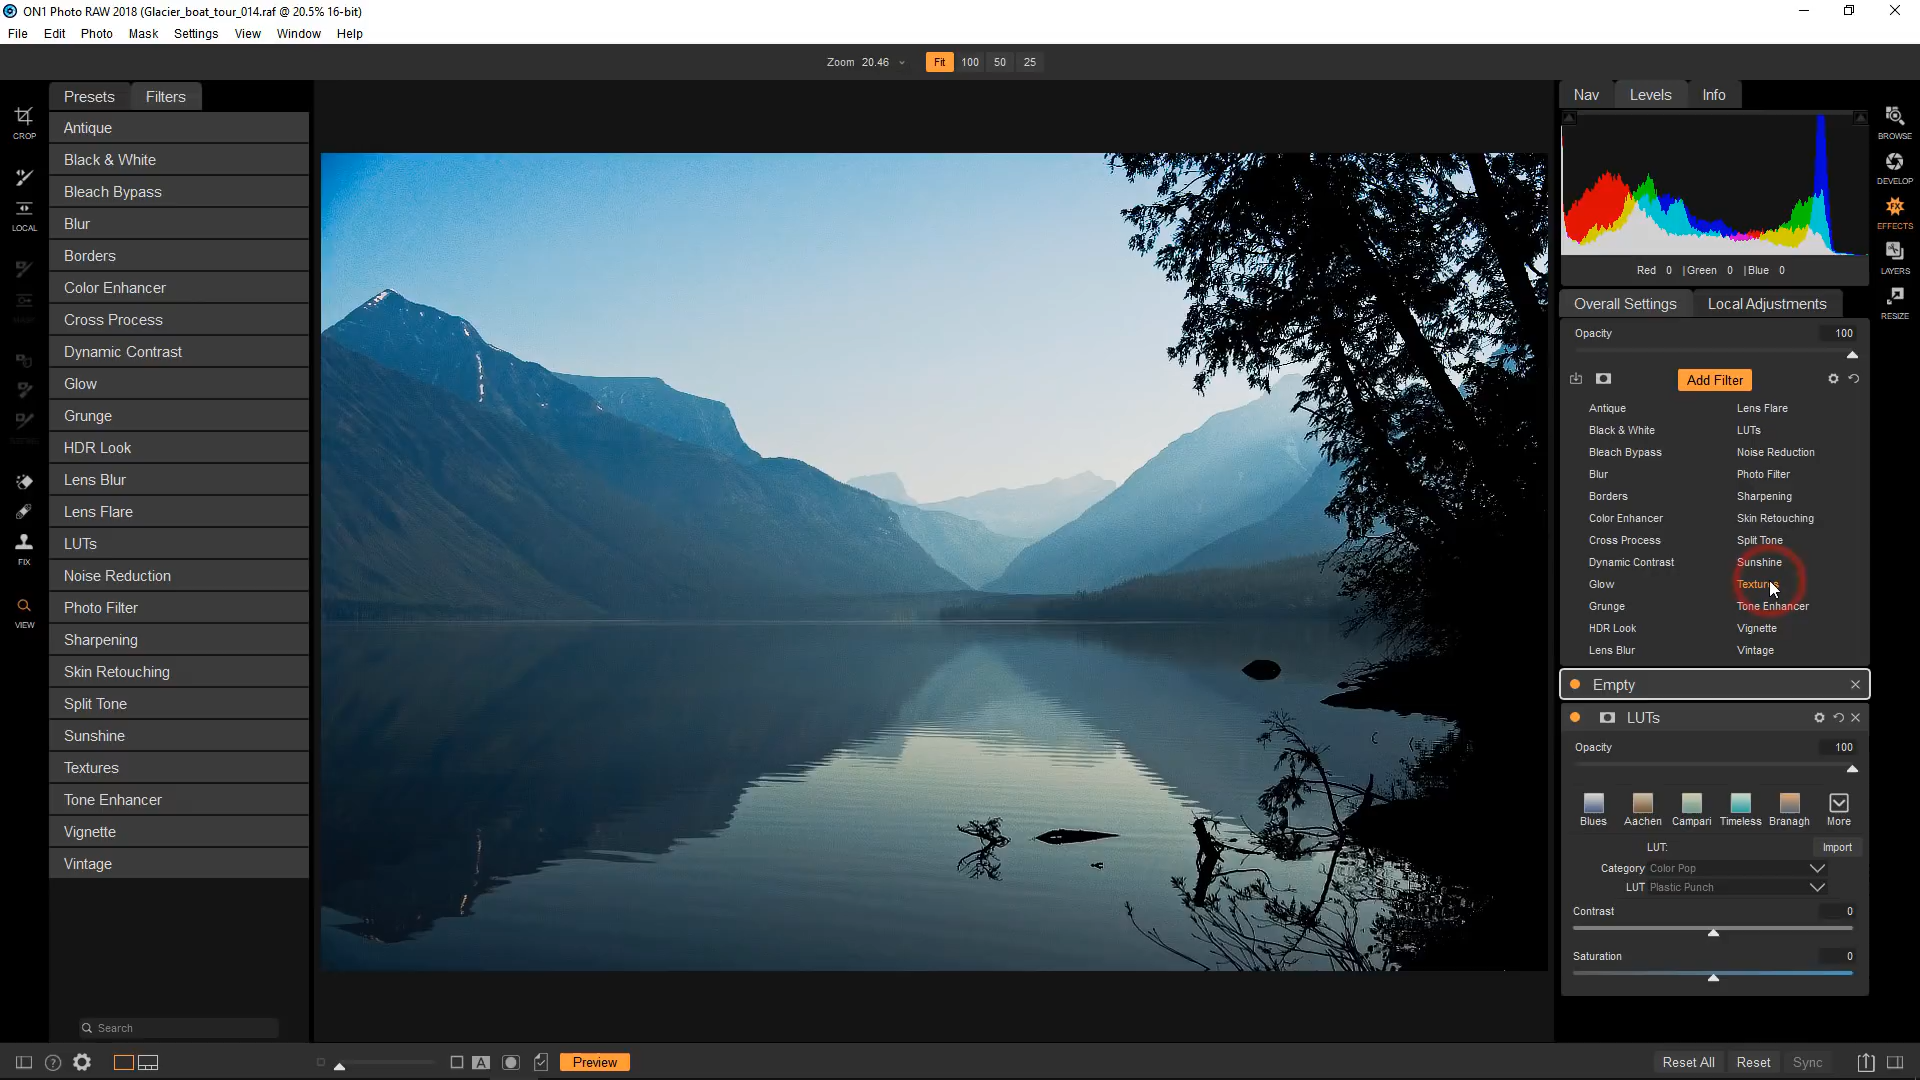 ON1 Photo RAW 2018 (Glacier_boat_tour_014.raf @ 20.5% 16-bit)
File Edit Photo Mask Settings View Window Help
Zoom 20.46 Fit 100 50 25
Presets Filters
Antique
Black & White
Bleach Bypass
Blur
Borders
Color Enhancer
Cross Process
Dynamic Contrast
Glow
Grunge
HDR Look
Lens Blur
Lens Flare
LUTs
Noise Reduction
Photo Filter
Sharpening
Skin Retouching
Split Tone
Sunshine
Textures
Tone Enhancer
Vignette
Vintage
Search
CROP
LOCAL
FIX
VIEW
Nav Levels Info
Red 0 |Green 0 |Blue 0
Overall Settings Local Adjustments
Opacity 100
Add Filter
Antique Lens Flare
Black & White LUTs
Bleach Bypass Noise Reduction
Blur Photo Filter
Borders Sharpening
Color Enhancer Skin Retouching
Cross Process Split Tone
Dynamic Contrast Sunshine
Glow Textures
Grunge Tone Enhancer
HDR Look Vignette
Lens Blur Vintage
Empty
LUTs
Opacity 100
Blues Aachen Campari Timeless Branagh More
LUT: Import
Category Color Pop
LUT Plastic Punch
Contrast 0
Saturation 0
BROWSE
DEVELOP
FX
EFFECTS
LAYERS
RESIZE
? A Preview
Reset All Reset Sync